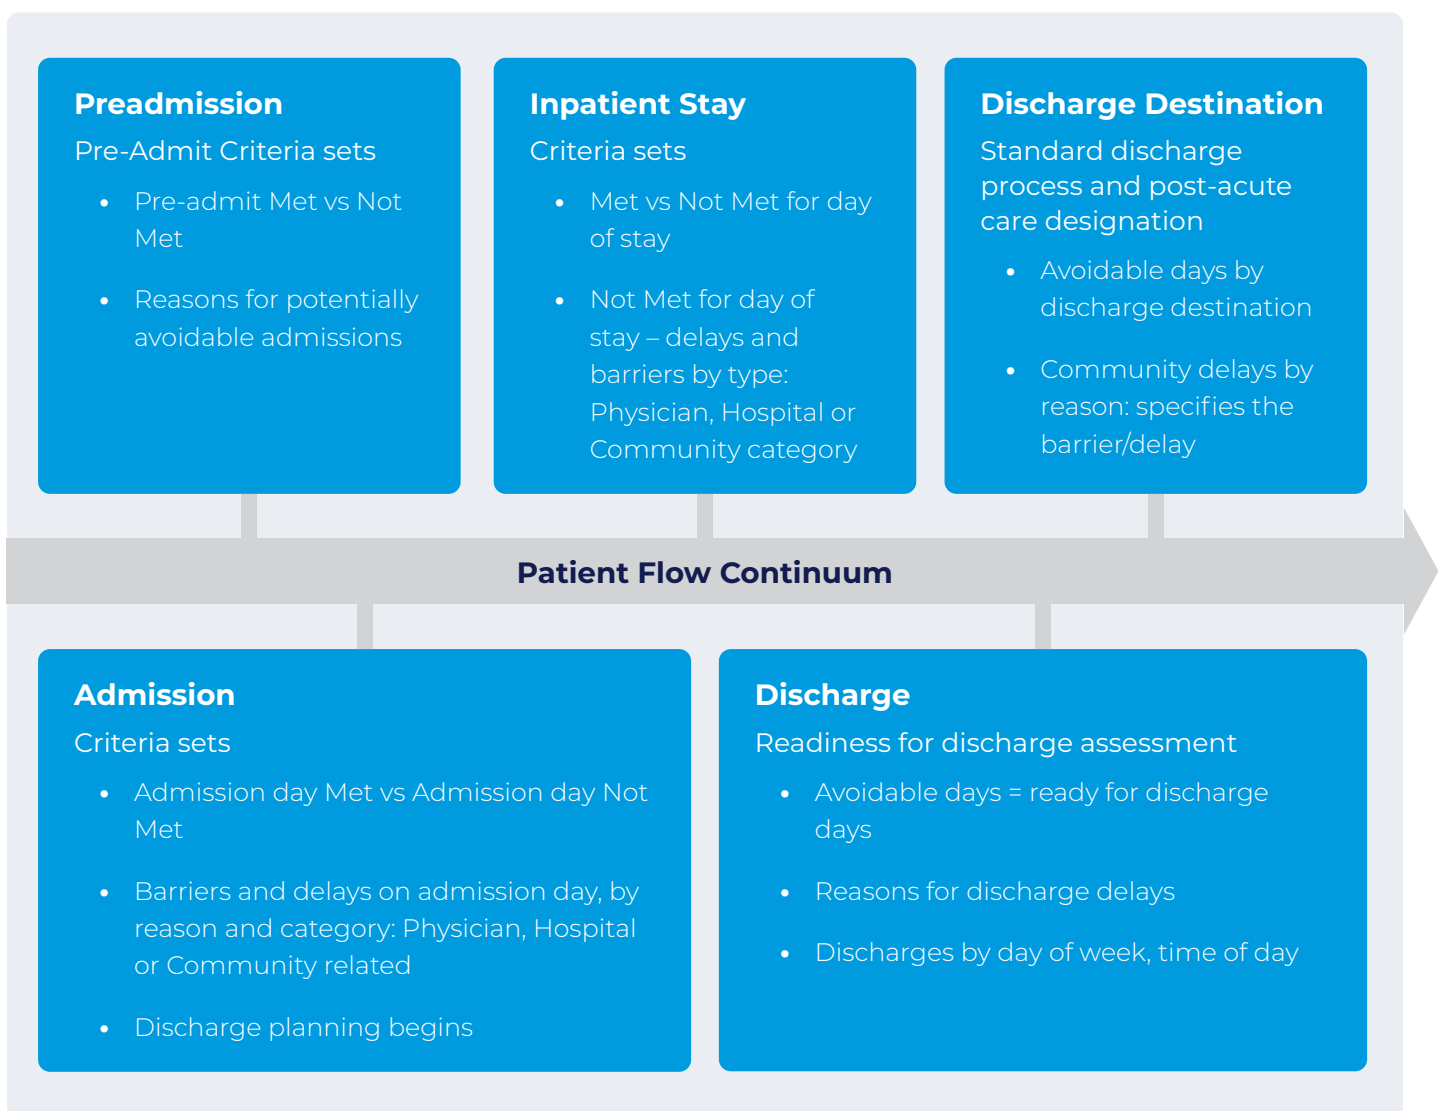 Preadmission
Pre-Admit Criteria sets
• Pre-admit Met vs Not
Met
• Reasons for potentially
avoidable admissions
Inpatient Stay
Criteria sets
• Met vs Not Met for day
of stay
• Not Met for day of
stay – delays and
barriers by type:
Physician, Hospital or
Community category
Discharge Destination
Standard discharge
process and post-acute
care designation
• Avoidable days by
discharge destination
• Community delays by
reason: specifies the
barrier/delay
Patient Flow Continuum
Admission
Criteria sets
• Admission day Met vs Admission day Not
Met
• Barriers and delays on admission day, by
reason and category: Physician, Hospital
or Community related
• Discharge planning begins
Discharge
Readiness for discharge assessment
• Avoidable days = ready for discharge
days
• Reasons for discharge delays
• Discharges by day of week, time of day